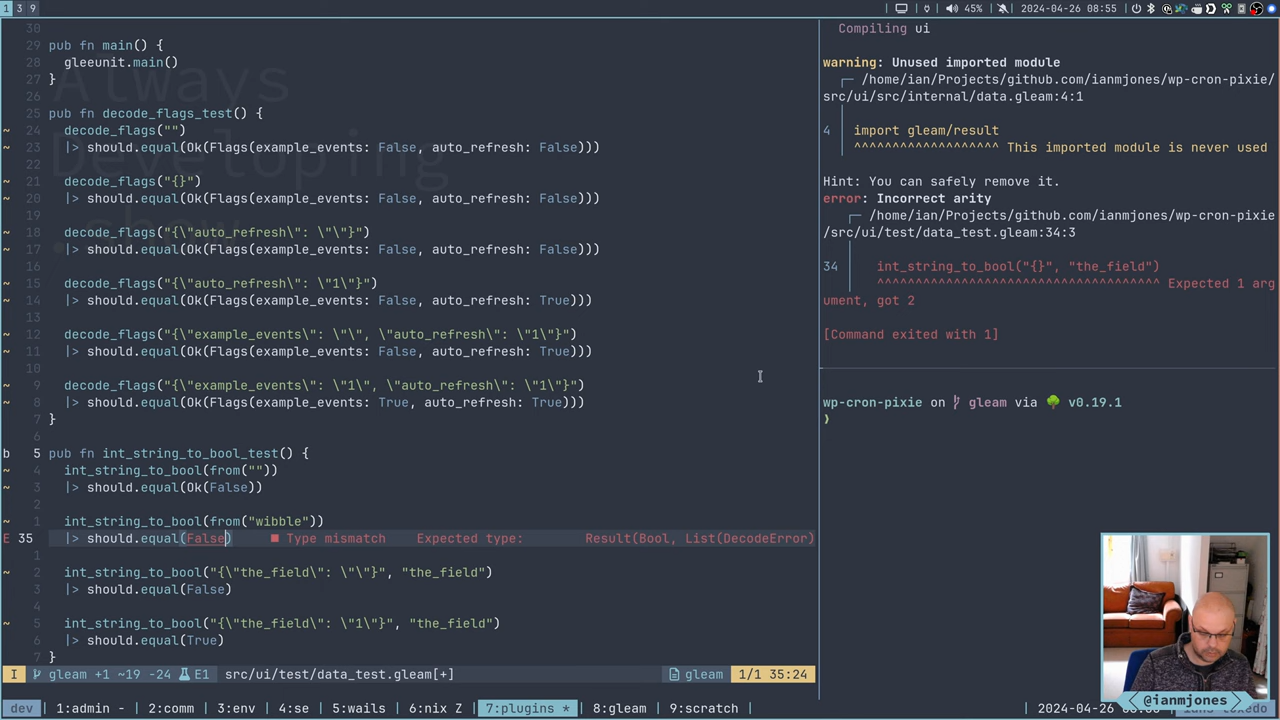 1 3 9
45% 2024-04-26 08:55
30
29 pub fn main() {
28 gleeunit.main()
27 }
26
25 pub fn decode_flags_test() {
~ 24 decode_flags("")
~ 23 |> should.equal(Ok(Flags(example_events: False, auto_refresh: False)))
22
~ 21 decode_flags("{}")
~ 20 |> should.equal(Ok(Flags(example_events: False, auto_refresh: False)))
19
~ 18 decode_flags("{\"auto_refresh\": \"\"}")
~ 17 |> should.equal(Ok(Flags(example_events: False, auto_refresh: False)))
16
~ 15 decode_flags("{\"auto_refresh\": \"1\"}")
~ 14 |> should.equal(Ok(Flags(example_events: False, auto_refresh: True)))
13
~ 12 decode_flags("{\"example_events\": \"\", \"auto_refresh\": \"1\"}")
~ 11 |> should.equal(Ok(Flags(example_events: False, auto_refresh: True)))
10
~ 9 decode_flags("{\"example_events\": \"1\", \"auto_refresh\": \"1\"}")
~ 8 |> should.equal(Ok(Flags(example_events: True, auto_refresh: True)))
7 }
6
b 5 pub fn int_string_to_bool_test() {
~ 4 int_string_to_bool(from(""))
~ 3 |> should.equal(Ok(False))
2
~ 1 int_string_to_bool(from("wibble"))
E 35 |> should.equal(False) ■ Type mismatch Expected type: Result(Bool, List(DecodeError)
1
~ 2 int_string_to_bool("{\"the_field\": \"\"}", "the_field")
3 |> should.equal(False)
4
~ 5 int_string_to_bool("{\"the_field\": \"1\"}", "the_field")
6 |> should.equal(True)
7 }
Always
Developing
show
I gleam +1 ~19 -24 E1 src/ui/test/data_test.gleam[+] gleam 1/1 35:24
Compiling ui
warning: Unused imported module
/home/ian/Projects/github.com/ianmjones/wp-cron-pixie/
src/ui/src/internal/data.gleam:4:1
4 import gleam/result
^^^^^^^^^^^^^^^^^^^ This imported module is never used
Hint: You can safely remove it.
error: Incorrect arity
/home/ian/Projects/github.com/ianmjones/wp-cron-pixie
/src/ui/test/data_test.gleam:34:3
34 int_string_to_bool("{}", "the_field")
^^^^^^^^^^^^^^^^^^^^^^^^^^^^^^^^^^^^^ Expected 1 arg
ument, got 2
[Command exited with 1]
wp-cron-pixie on gleam via v0.19.1
@ianmjones
dev 1:admin - 2:comm 3:env 4:se 5:wails 6:nix Z 7:plugins * 8:gleam 9:scratch 2024-04-26